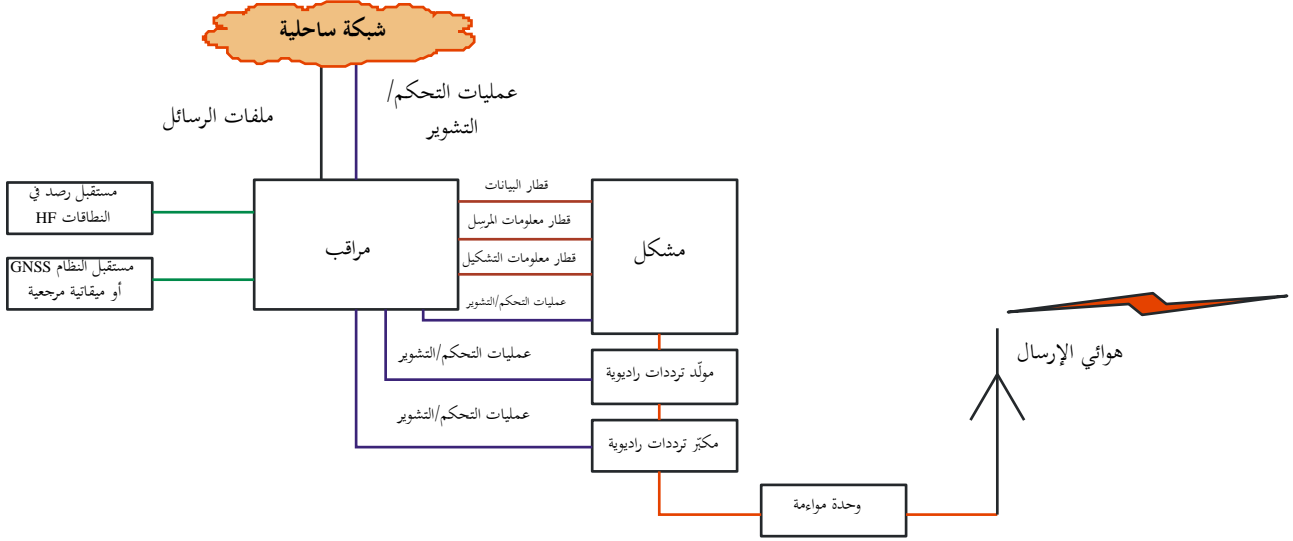 شبكة ساحلية
عمليات التحكم/
التشوير
ملفات الرسائل
مستقبل رصد في
النطاقات HF
مستقبل النظام GNSS
أو ميقاتية مرجعية
مراقب
قطار البيانات
قطار معلومات المرسِل
قطار معلومات التشكيل
عمليات التحكم/التشوير
مشكل
عمليات التحكم/التشوير
مولّد ترددات راديوية
عمليات التحكم/التشوير
مكبّر ترددات راديوية
وحدة مواءمة
هوائي الإرسال